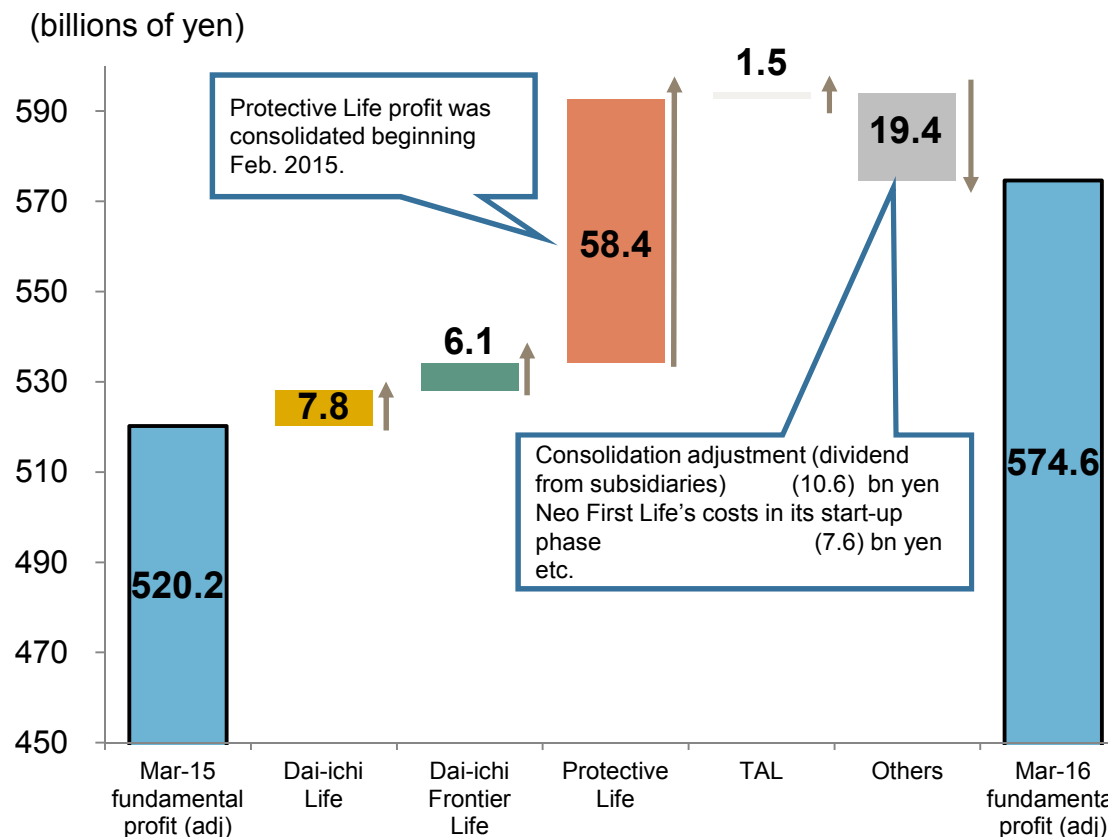 (billions of yen)
590
570
550
530
510
490
470
450
Protective Life profit was
consolidated beginning
Feb. 2015.
520.2
7.8
6.1
58.4
1.5
19.4
574.6
Consolidation adjustment (dividend
from subsidiaries) (10.6) bn yen
Neo First Life's costs in its start-up
phase (7.6) bn yen
etc.
Mar-15
fundamental
profit (adj)
Dai-ichi
Life
Dai-ichi
Frontier
Life
Protective
Life
TAL
Others
Mar-16
fundamenta
profit (adj)